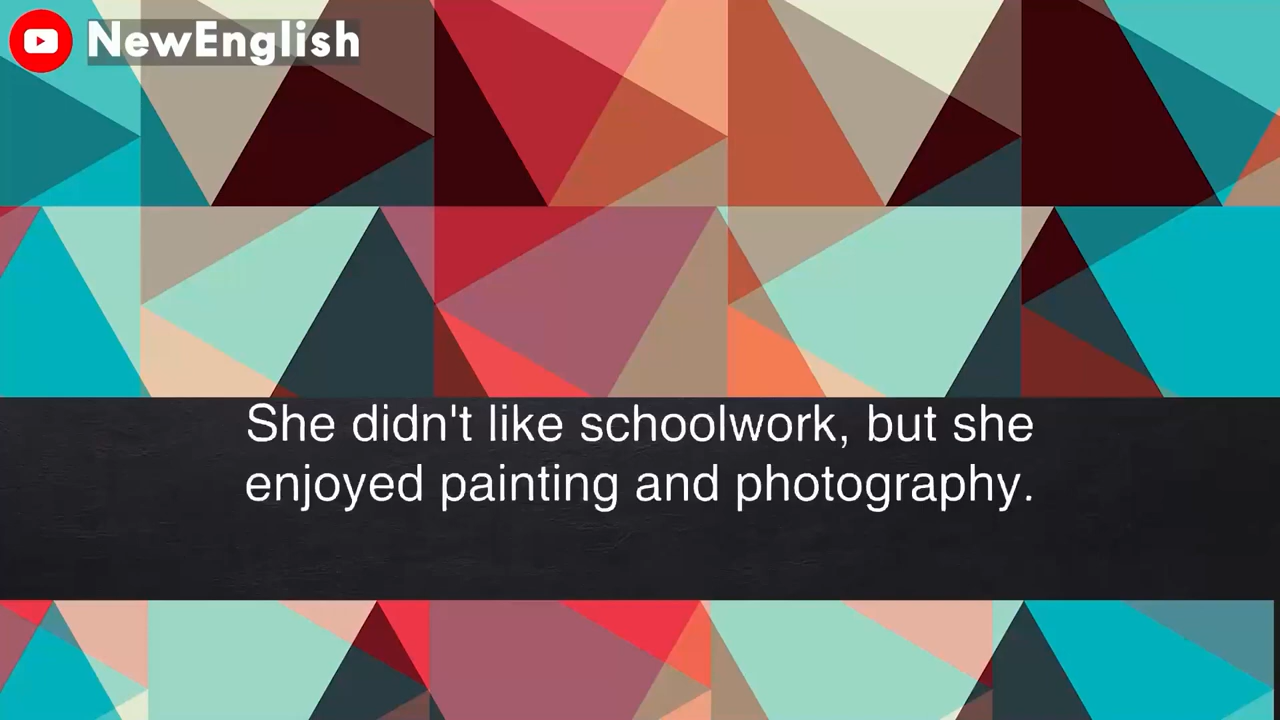 NewEnglish
She didn't like schoolwork, but she
enjoyed painting and photography.